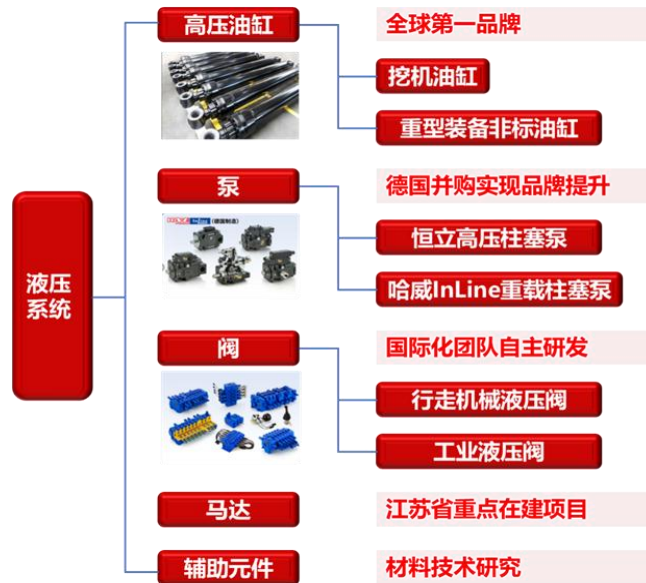 高压油缸
全球第一品牌
挖机油缸
重型装备非标油缸
泵
德国并购实现品牌提升
InLine (德国制造)
恒立高压柱塞泵
哈威InLine重载柱塞泵
液压
系统
阀
国际化团队自主研发
行走机械液压阀
工业液压阀
马达
江苏省重点在建项目
辅助元件
材料技术研究